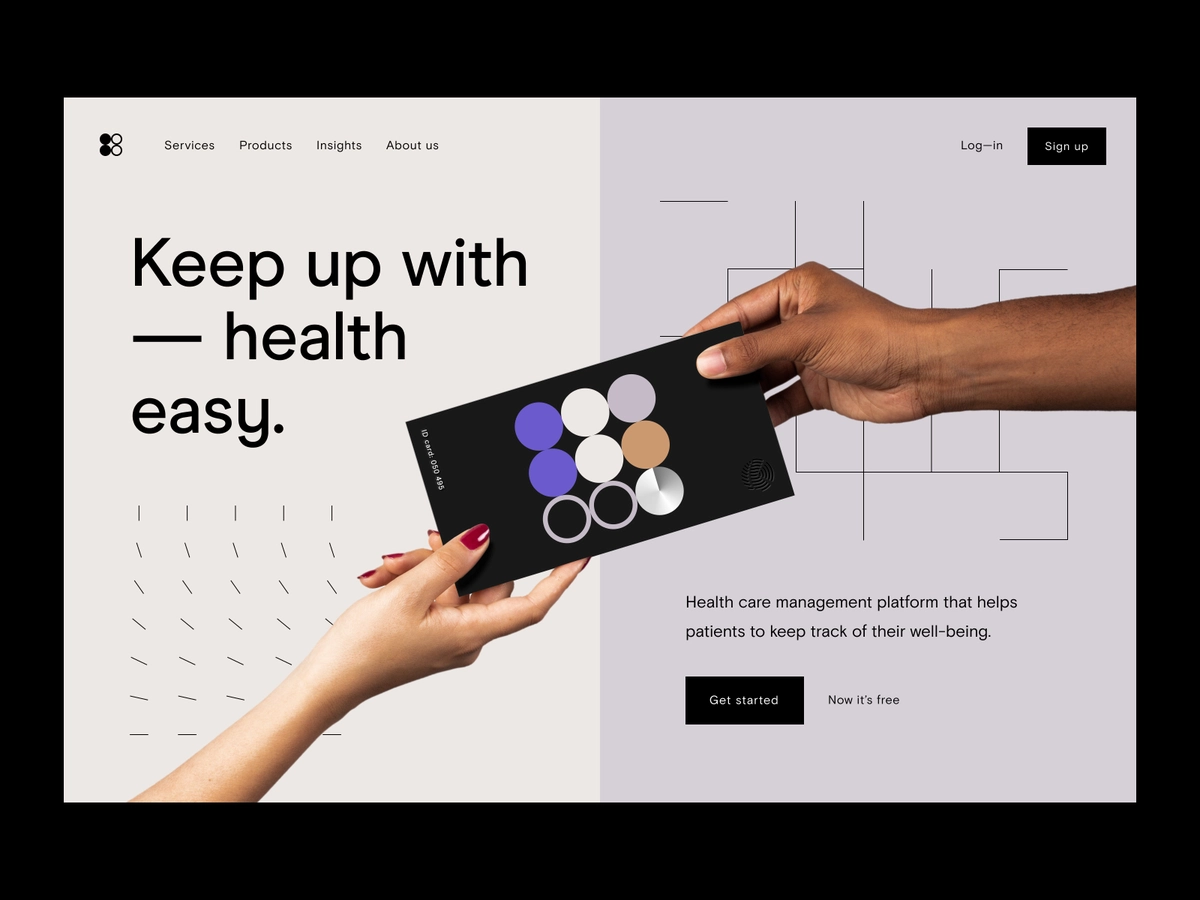 Services Products Insights About us
Log—in
Sign up
Keep up with
— health
easy.
ID card: 050 495
Health care management platform that helps
patients to keep track of their well-being.
Get started
Now it's free